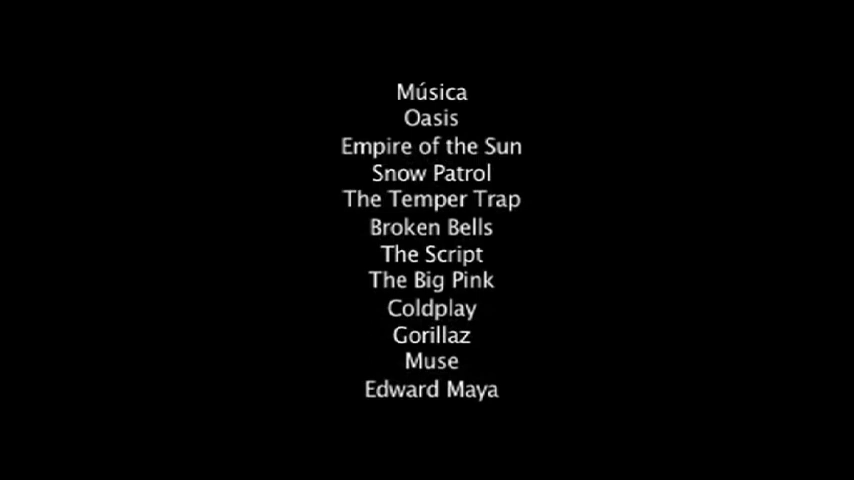 Música
Oasis
Empire of the Sun
Snow Patrol
The Temper Trap
Broken Bells
The Script
The Big Pink
Coldplay
Gorillaz
Muse
Edward Maya